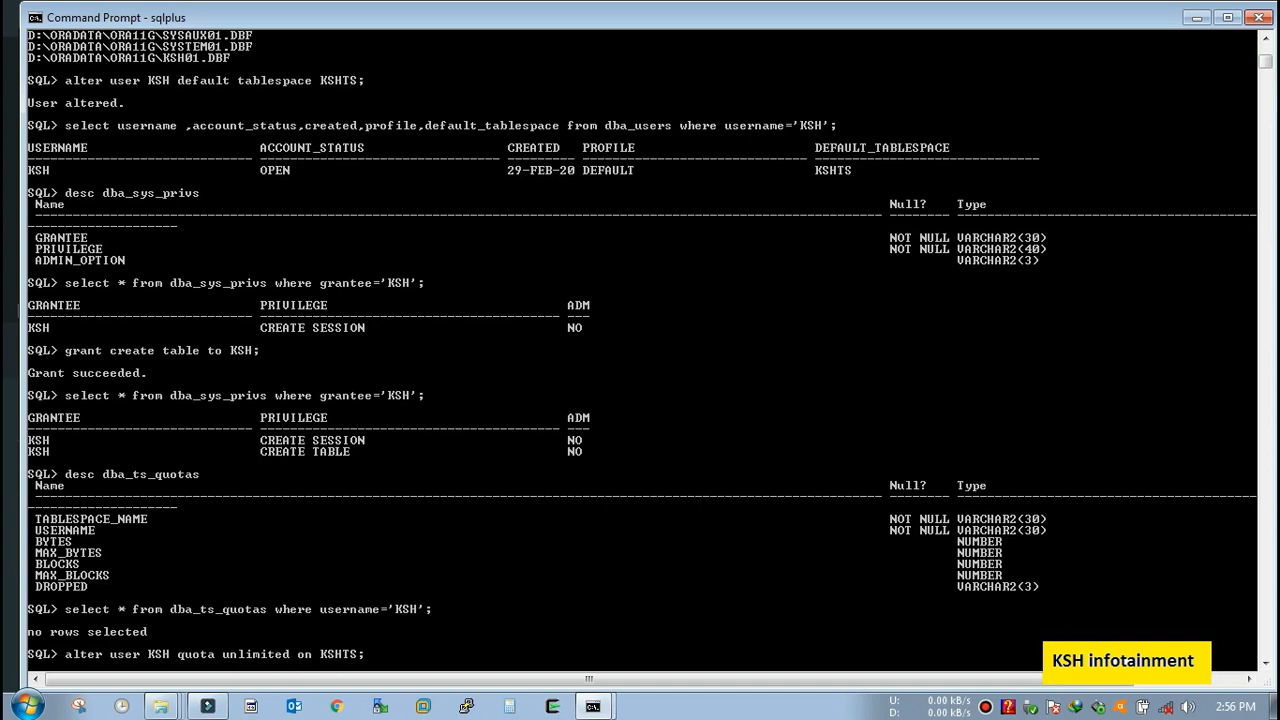 Command Prompt - sqlplus
D:\ORADATA\ORA11G\SYSAUX01.DBF
D:\ORADATA\ORA11G\SYSTEM01.DBF
D:\ORADATA\ORA11G\KSH01.DBF
SQL> alter user KSH default tablespace KSHTS;
User altered.
SQL> select username ,account_status,created,profile,default_tablespace from dba_users where username='KSH';
USERNAME ACCOUNT_STATUS CREATED PROFILE DEFAULT_TABLESPACE
KSH OPEN 29-FEB-20 DEFAULT KSHTS
SQL> desc dba_sys_privs
Name Null? Type
GRANTEE NOT NULL VARCHAR2(30)
PRIVILEGE NOT NULL VARCHAR2(40)
ADMIN_OPTION VARCHAR2(3)
SQL> select * from dba_sys_privs where grantee='KSH';
GRANTEE PRIVILEGE ADM
KSH CREATE SESSION NO
SQL> grant create table to KSH;
Grant succeeded.
SQL> select * from dba_sys_privs where grantee='KSH';
GRANTEE PRIVILEGE ADM
KSH CREATE SESSION NO
KSH CREATE TABLE NO
SQL> desc dba_ts_quotas
Name Null? Type
TABLESPACE_NAME NOT NULL VARCHAR2(30)
USERNAME NOT NULL VARCHAR2(30)
BYTES NUMBER
MAX_BYTES NUMBER
BLOCKS NUMBER
MAX_BLOCKS NUMBER
DROPPED VARCHAR2(3)
SQL> select * from dba_ts_quotas where username='KSH';
no rows selected
SQL> alter user KSH quota unlimited on KSHTS;
KSH infotainment
U: 0.00 kB/s
D: 0.00 kB/s
2:56 PM